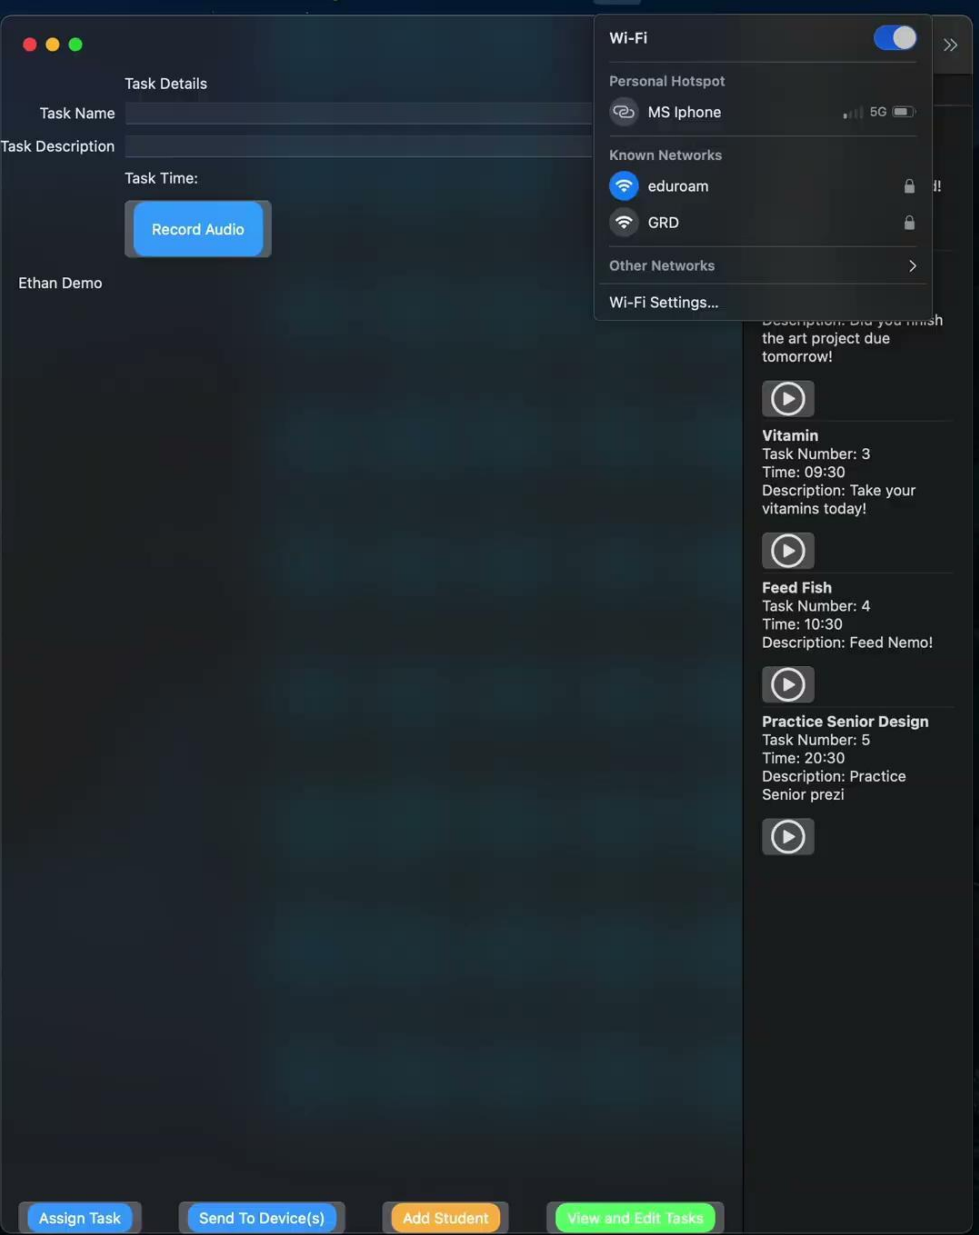 Wi-Fi
Personal Hotspot
MS Iphone 5G
Known Networks
eduroam
GRD
Other Networks
Wi-Fi Settings...
Task Details
Task Name
Task Description
Task Time:
Record Audio
Ethan Demo
d!
Description: Did you finish
the art project due
tomorrow!
Vitamin
Task Number: 3
Time: 09:30
Description: Take your
vitamins today!
Feed Fish
Task Number: 4
Time: 10:30
Description: Feed Nemo!
Practice Senior Design
Task Number: 5
Time: 20:30
Description: Practice
Senior prezi
Assign Task
Send To Device(s)
Add Student
View and Edit Tasks